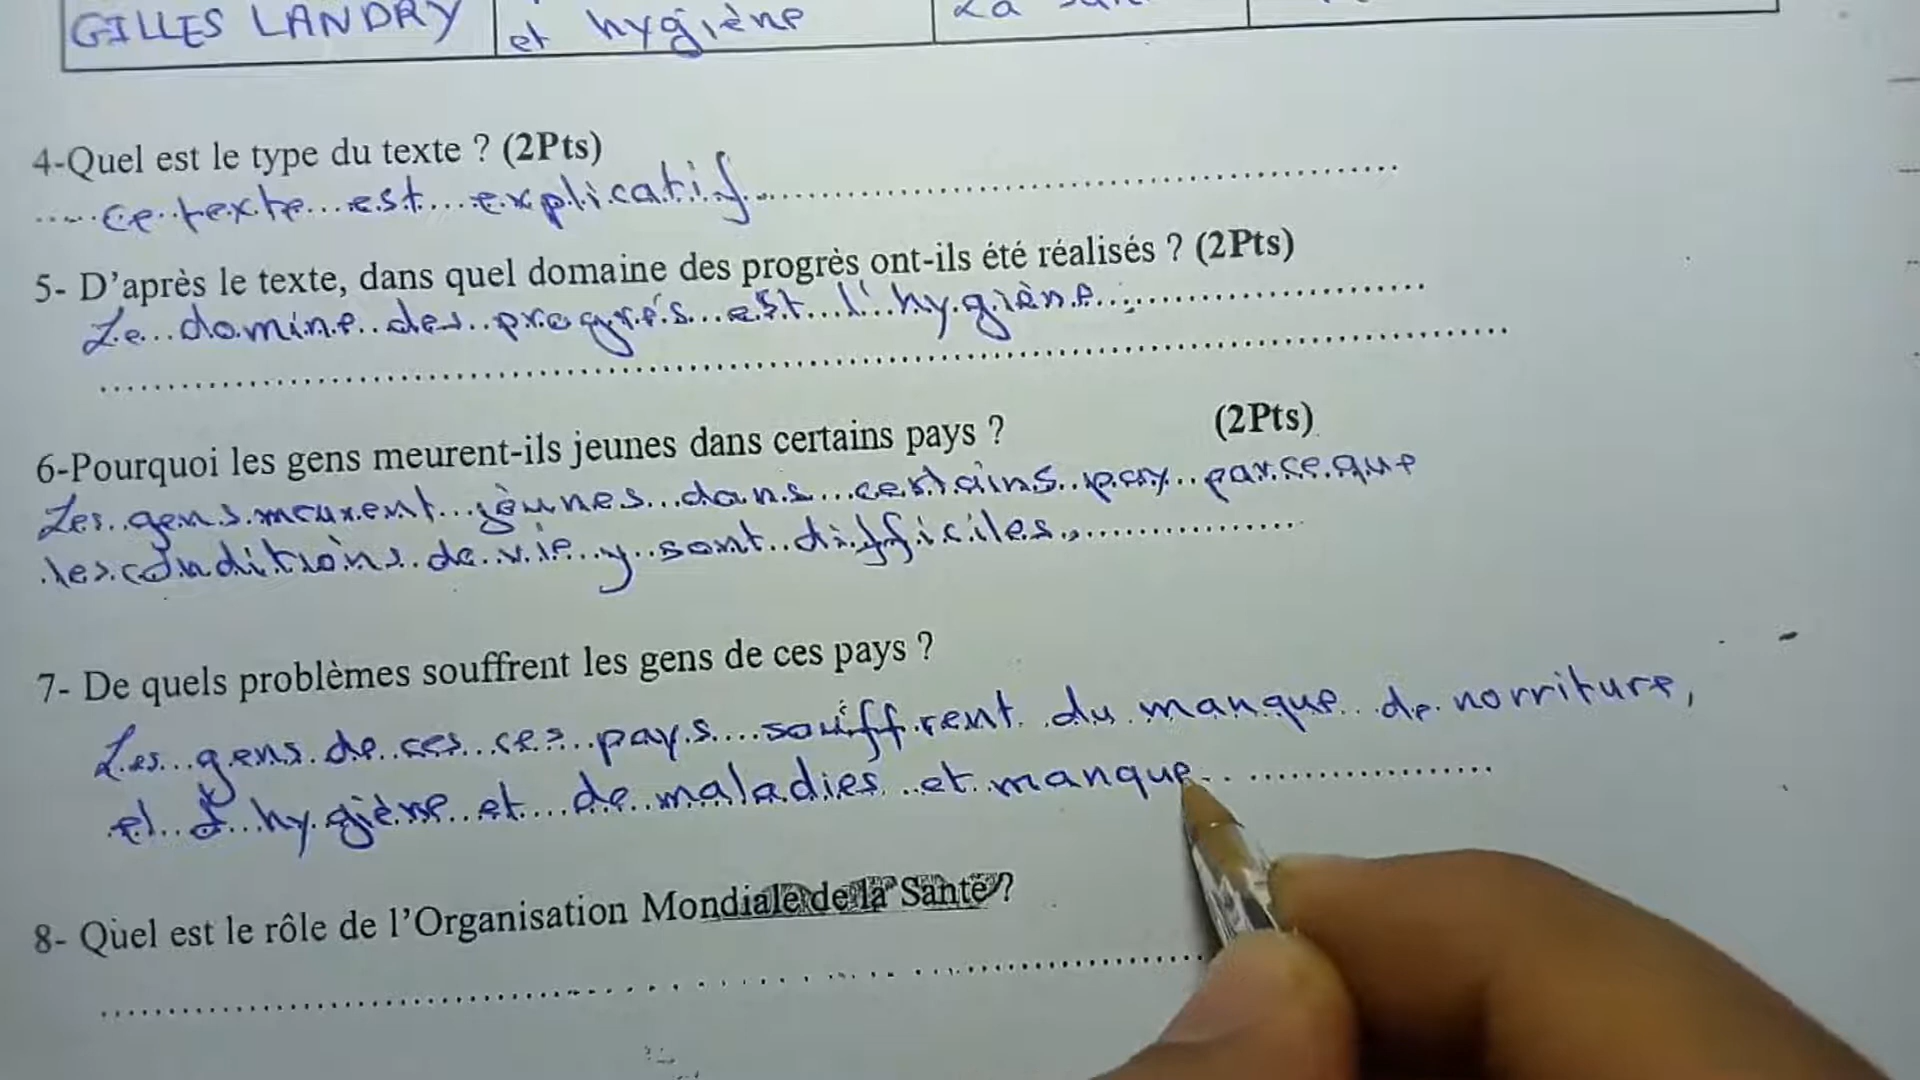 GILLES LANDRY et hygiène La
4-Quel est le type du texte ? (2Pts)
Ce texte est explicatif
5- D'après le texte, dans quel domaine des progrès ont-ils été réalisés ? (2Pts)
Le domine des progrés est l'hygiène
6-Pourquoi les gens meurent-ils jeunes dans certains pays ? (2Pts)
Les gens meurent jeunes dans certains pay parce que
les conditions de vie y sont difficiles
7- De quels problèmes souffrent les gens de ces pays ?
Les gens de ces ces pays souffrent du manque de norriture,
et d'hygiène et de maladies et manque
8- Quel est le rôle de l'Organisation Mondiale de la Santé ?